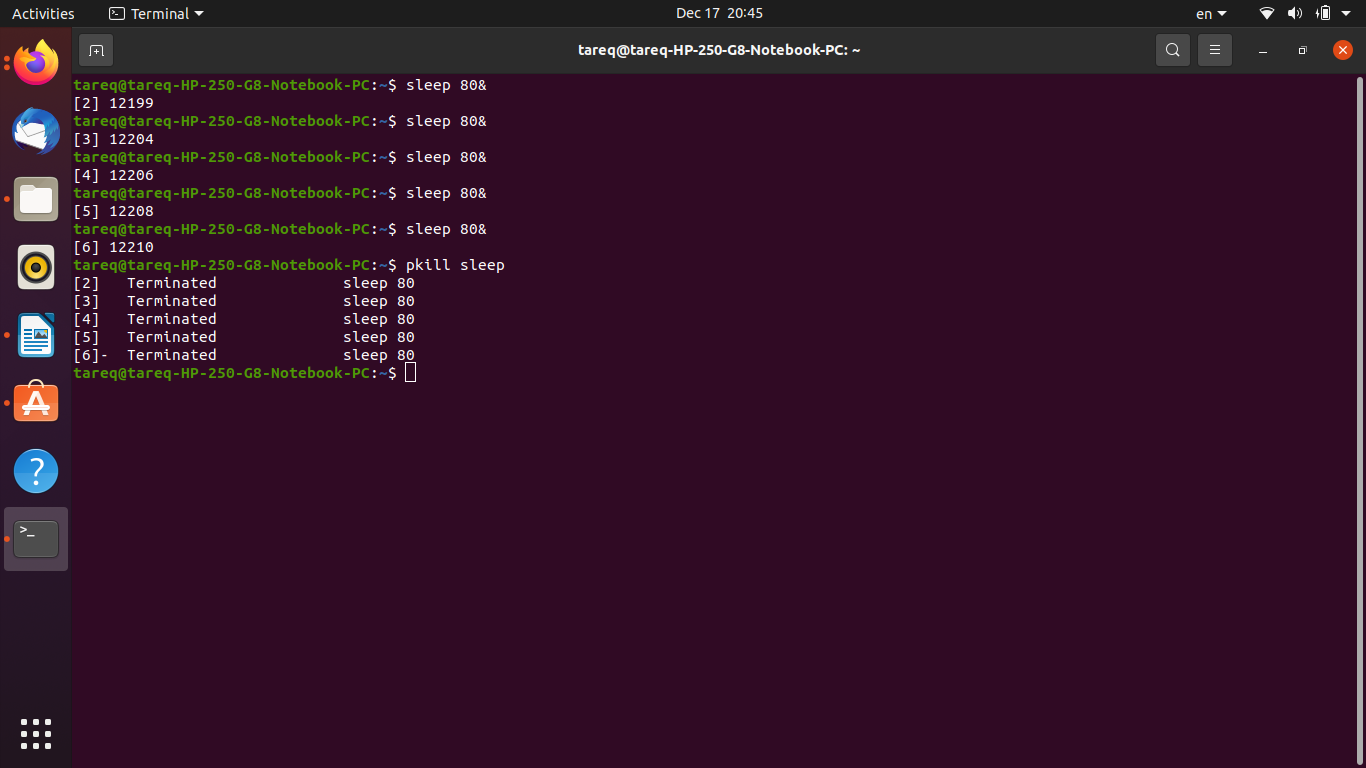 Activities
Terminal
Dec 17 20:45
en
tareq@tareq-HP-250-G8-Notebook-PC: ~
tareq@tareq-HP-250-G8-Notebook-PC:~$ sleep 80&
[2] 12199
tareq@tareq-HP-250-G8-Notebook-PC:~$ sleep 80&
[3] 12204
tareq@tareq-HP-250-G8-Notebook-PC:~$ sleep 80&
[4] 12206
tareq@tareq-HP-250-G8-Notebook-PC:~$ sleep 80&
[5] 12208
tareq@tareq-HP-250-G8-Notebook-PC:~$ sleep 80&
[6] 12210
tareq@tareq-HP-250-G8-Notebook-PC:~$ pkill sleep
[2]   Terminated              sleep 80
[3]   Terminated              sleep 80
[4]   Terminated              sleep 80
[5]   Terminated              sleep 80
[6]-  Terminated              sleep 80
tareq@tareq-HP-250-G8-Notebook-PC:~$